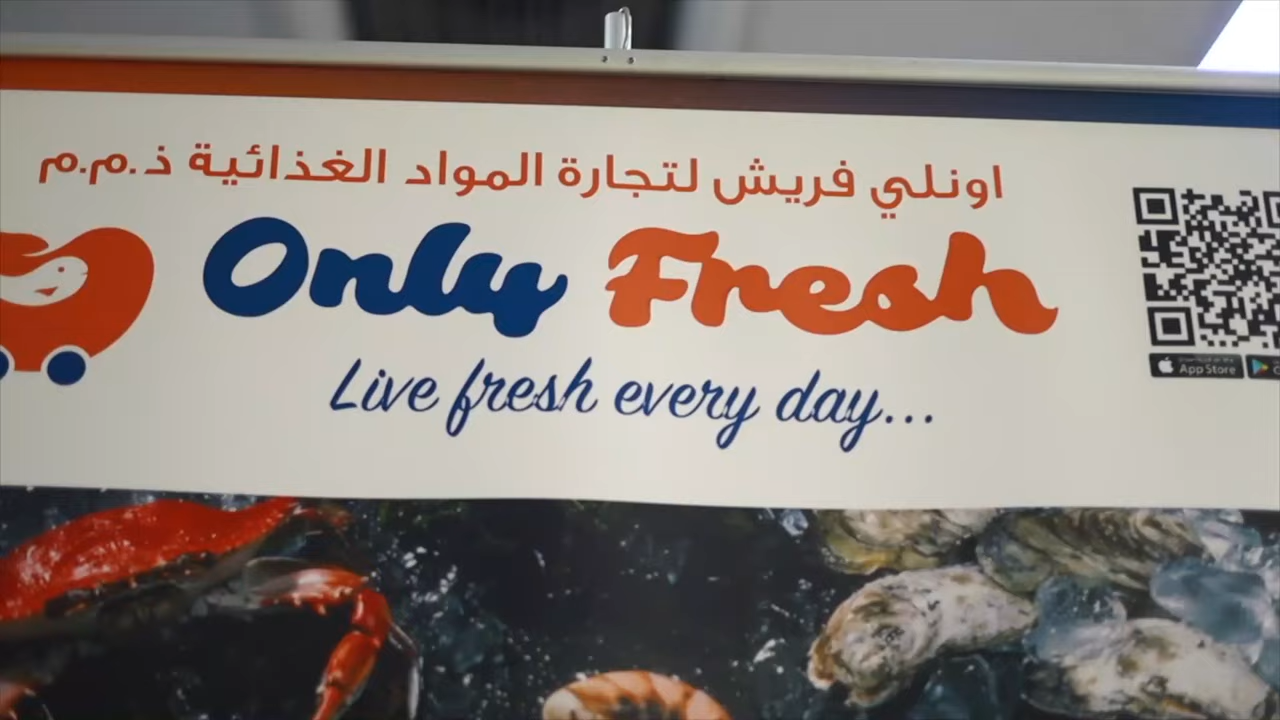 اونلي فريش لتجارة المواد الغذائية ذ.م.م
Only Fresh
Live fresh every day...
App Store